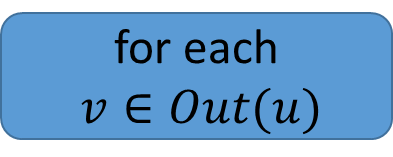 for each
𝑣 ∈ 𝑂𝑢𝑡(𝑢)